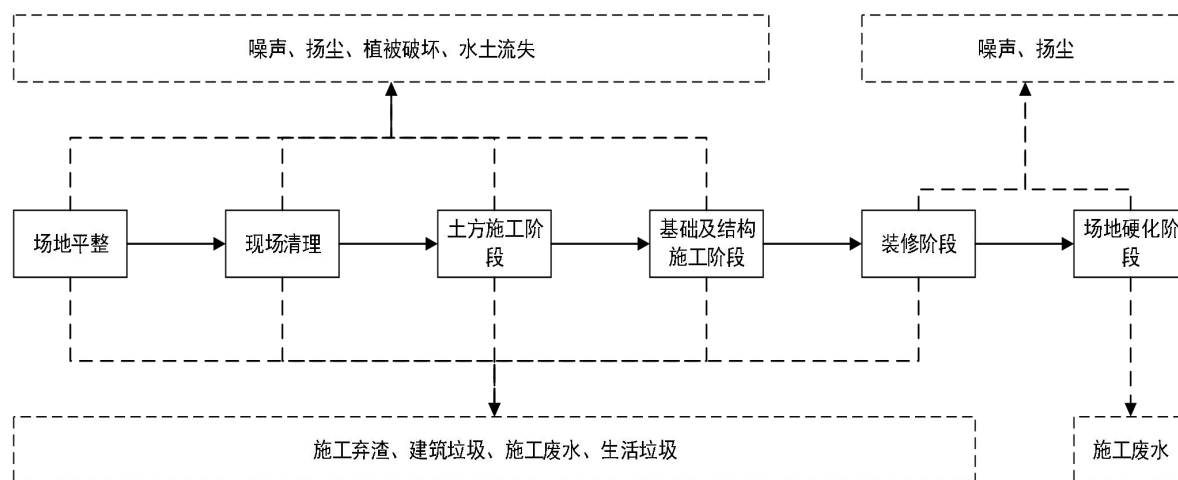 噪声、扬尘、植被破坏、水土流失
噪声、扬尘
场地平整
现场清理
土方施工阶
段
基础及结构
施工阶段
装修阶段
场地硬化阶
段
施工弃渣、建筑垃圾、施工废水、生活垃圾
施工废水